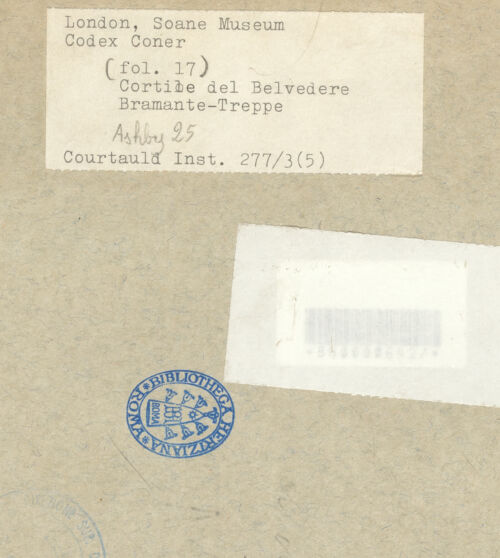 London, Soane Museum
Codex Coner
(fol. 17)
Cortile del Belvedere
Bramante-Treppe
Ashby 25
Courtauld Inst. 277/3(5)
BIBLIOTHECA HERTZIANA * ROMA *
ROMA